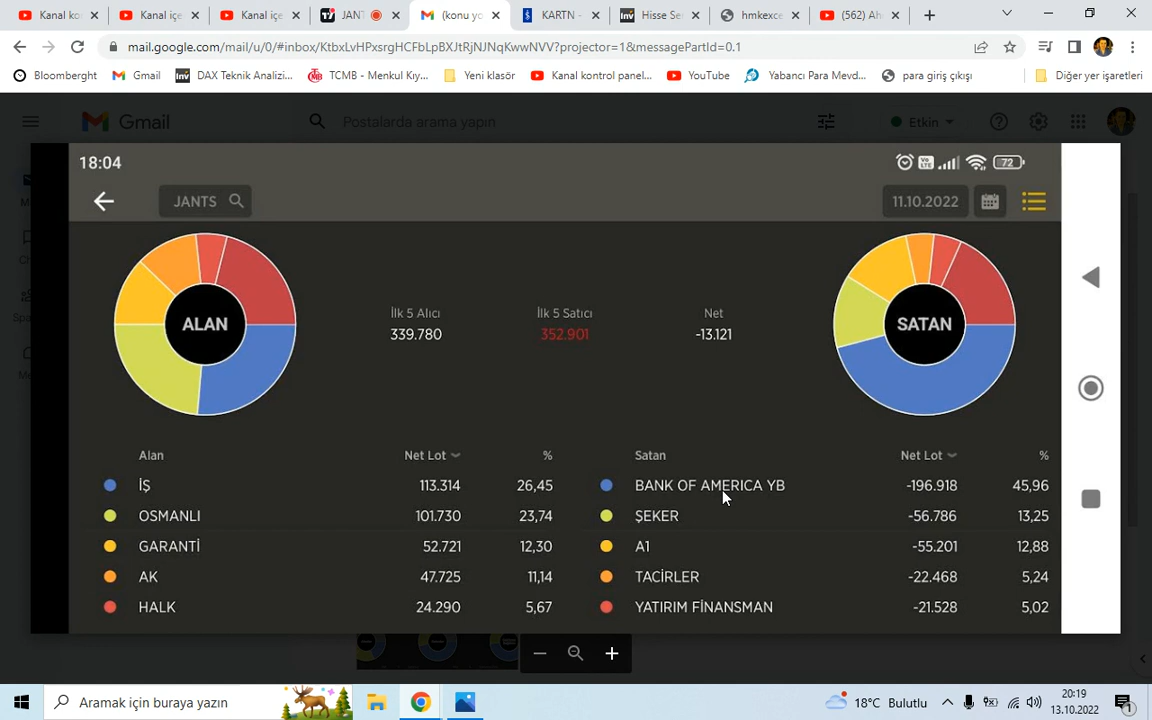 Kanal ko
Kanal içe
Kanal içe
JANT
(konu yo
KARTN -
Hisse Se
hmkexce
(562) Ah
mail.google.com/mail/u/0/#inbox/KtbxLvHPxsrgHCFbLpBXJtRjNJNqKwwNVV?projector=1&messagePartId=0.1
Bloomberght
Gmail
DAX Teknik Analizi...
TCMB - Menkul Kıy...
Yeni klasör
Kanal kontrol panel...
YouTube
Yabancı Para Mevd...
para giriş çıkışı
Diğer yer işaretleri
Gmail
Postalarda arama yapın
Etkin
18:04
72
JANTS
11.10.2022
ALAN
İlk 5 Alıcı
339.780
İlk 5 Satıcı
352.901
Net
-13.121
SATAN
Alan Net Lot % Satan Net Lot %
İŞ 113.314 26,45 BANK OF AMERICA YB -196.918 45,96
OSMANLI 101.730 23,74 ŞEKER -56.786 13,25
GARANTİ 52.721 12,30 A1 -55.201 12,88
AK 47.725 11,14 TACİRLER -22.468 5,24
HALK 24.290 5,67 YATIRIM FİNANSMAN -21.528 5,02
Aramak için buraya yazın
18°C Bulutlu
20:19
13.10.2022
1